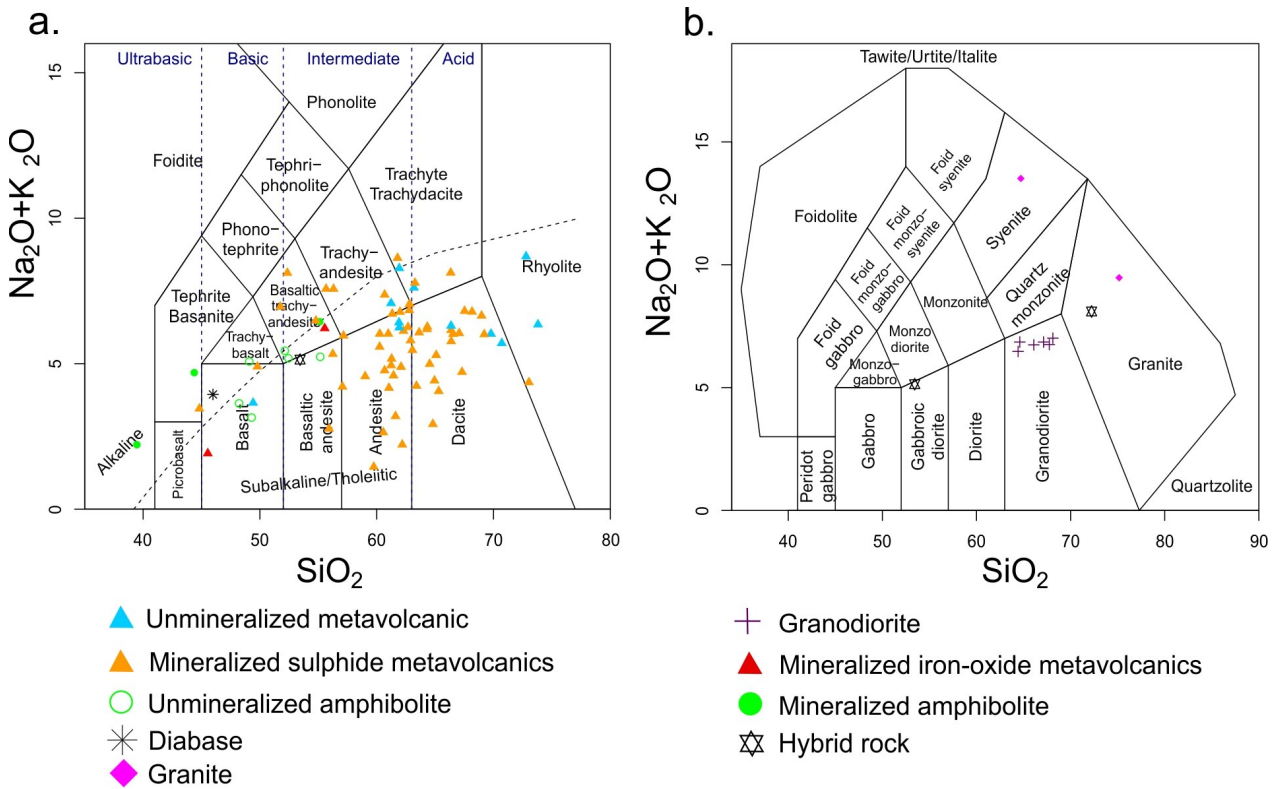 a.
Ultrabasic Basic Intermediate Acid
Phonolite
Foidite
Tephri–
phonolite
Trachyte
Trachydacite
Phono–
tephrite
Trachy–
andesite
Rhyolite
Tephrite
Basanite
Basaltic
trachy–
andesite
Trachy–
basalt
Alkaline
Picrobasalt
Basalt
Basaltic
andesite
Andesite
Dacite
Subalkaline/Tholeiitic
Na2O+K 2O
0
5
10
15
40 50 60 70 80
SiO2
b.
Tawite/Urtite/Italite
Foid
syenite
Foidolite
Foid
monzo–
syenite
Syenite
Foid
monzo–
gabbro
Quartz
monzonite
Monzonite
Foid
gabbro
Monzo
diorite
Monzo–
gabbro
Granite
Peridot
gabbro
Gabbro
Gabbroic
diorite
Diorite
Granodiorite
Quartzolite
Na2O+K 2O
0
5
10
15
40 50 60 70 80 90
SiO2
Unmineralized metavolcanic
Mineralized sulphide metavolcanics
Unmineralized amphibolite
Diabase
Granite
Granodiorite
Mineralized iron-oxide metavolcanics
Mineralized amphibolite
Hybrid rock